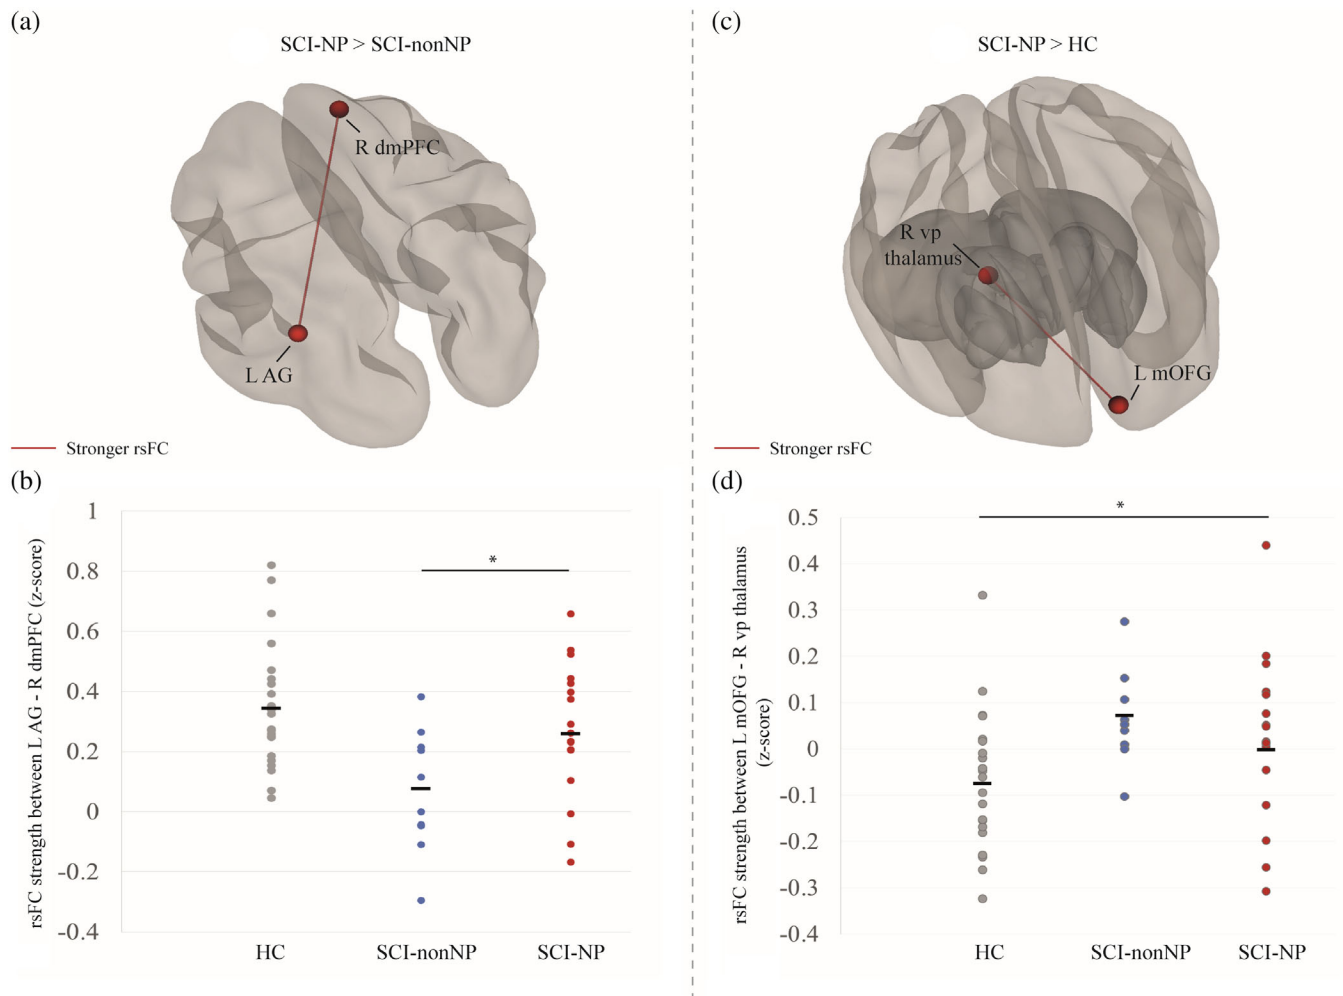 (a)
SCI-NP > SCI-nonNP
R dmPFC
L AG
Stronger rsFC
(b)
rsFC strength between L AG - R dmPFC (z-score)
1
0.8
0.6
0.4
0.2
0
-0.2
-0.4
*
HC
SCI-nonNP
SCI-NP
(c)
SCI-NP > HC
R vp
thalamus
L mOFG
Stronger rsFC
(d)
rsFC strength between L mOFG - R vp thalamus
(z-score)
0.5
0.4
0.3
0.2
0.1
0
-0.1
-0.2
-0.3
-0.4
*
HC
SCI-nonNP
SCI-NP